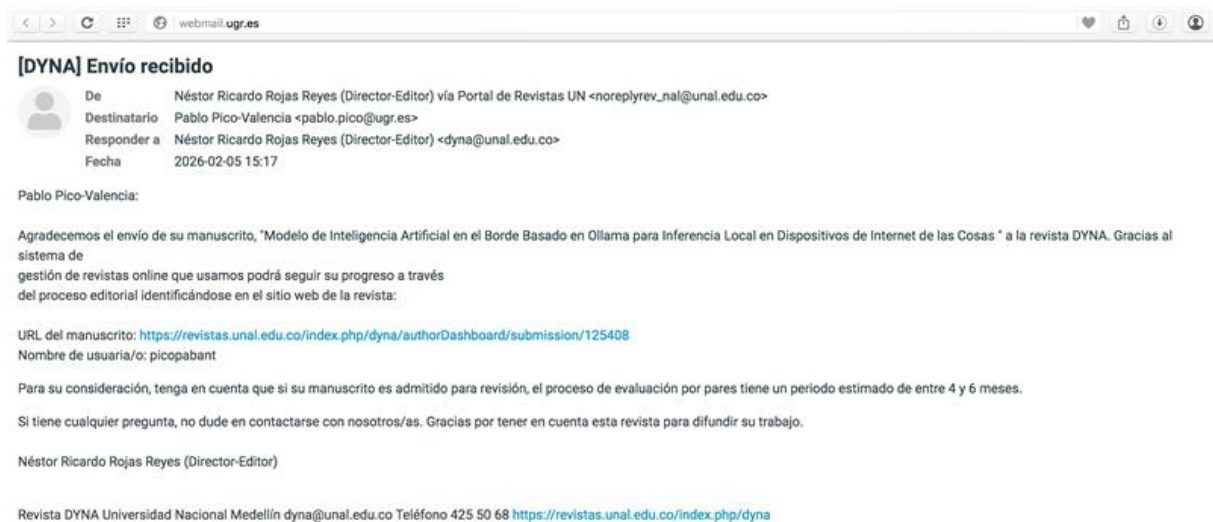 webmail.ugr.es
[DYNA] Envío recibido
De Néstor Ricardo Rojas Reyes (Director-Editor) vía Portal de Revistas UN <noreplyrev_nal@unal.edu.co>
Destinatario Pablo Pico-Valencia <pablo.pico@ugr.es>
Responder a Néstor Ricardo Rojas Reyes (Director-Editor) <dyna@unal.edu.co>
Fecha 2026-02-05 15:17
Pablo Pico-Valencia:
Agradecemos el envío de su manuscrito, "Modelo de Inteligencia Artificial en el Borde Basado en Ollama para Inferencia Local en Dispositivos de Internet de las Cosas " a la revista DYNA. Gracias al
sistema de
gestión de revistas online que usamos podrá seguir su progreso a través
del proceso editorial identificándose en el sitio web de la revista:
URL del manuscrito: https://revistas.unal.edu.co/index.php/dyna/authorDashboard/submission/125408
Nombre de usuaria/o: picopabant
Para su consideración, tenga en cuenta que si su manuscrito es admitido para revisión, el proceso de evaluación por pares tiene un periodo estimado de entre 4 y 6 meses.
Si tiene cualquier pregunta, no dude en contactarse con nosotros/as. Gracias por tener en cuenta esta revista para difundir su trabajo.
Néstor Ricardo Rojas Reyes (Director-Editor)
Revista DYNA Universidad Nacional Medellín dyna@unal.edu.co Teléfono 425 50 68 https://revistas.unal.edu.co/index.php/dyna